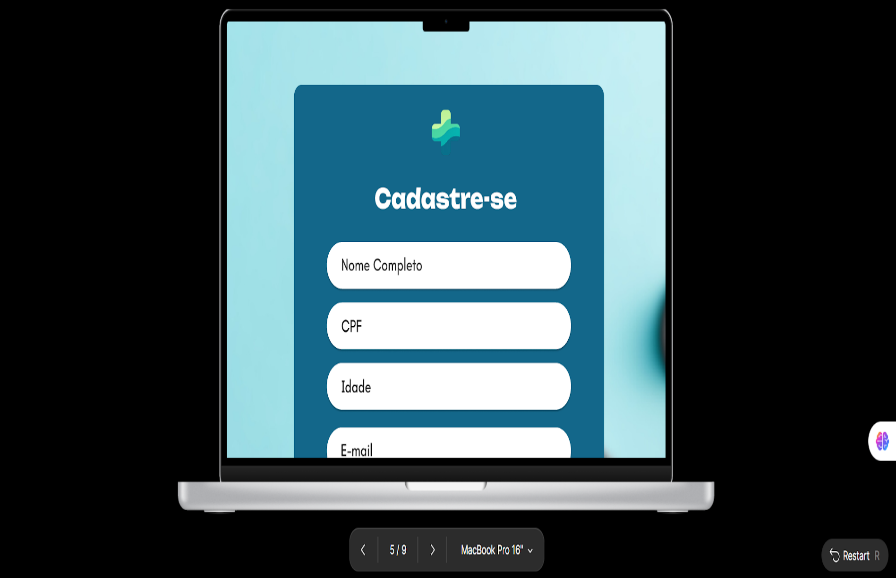 Cadastre-se
Nome Completo
CPF
Idade
E-mail
5 / 9
MacBook Pro 16"
Restart R